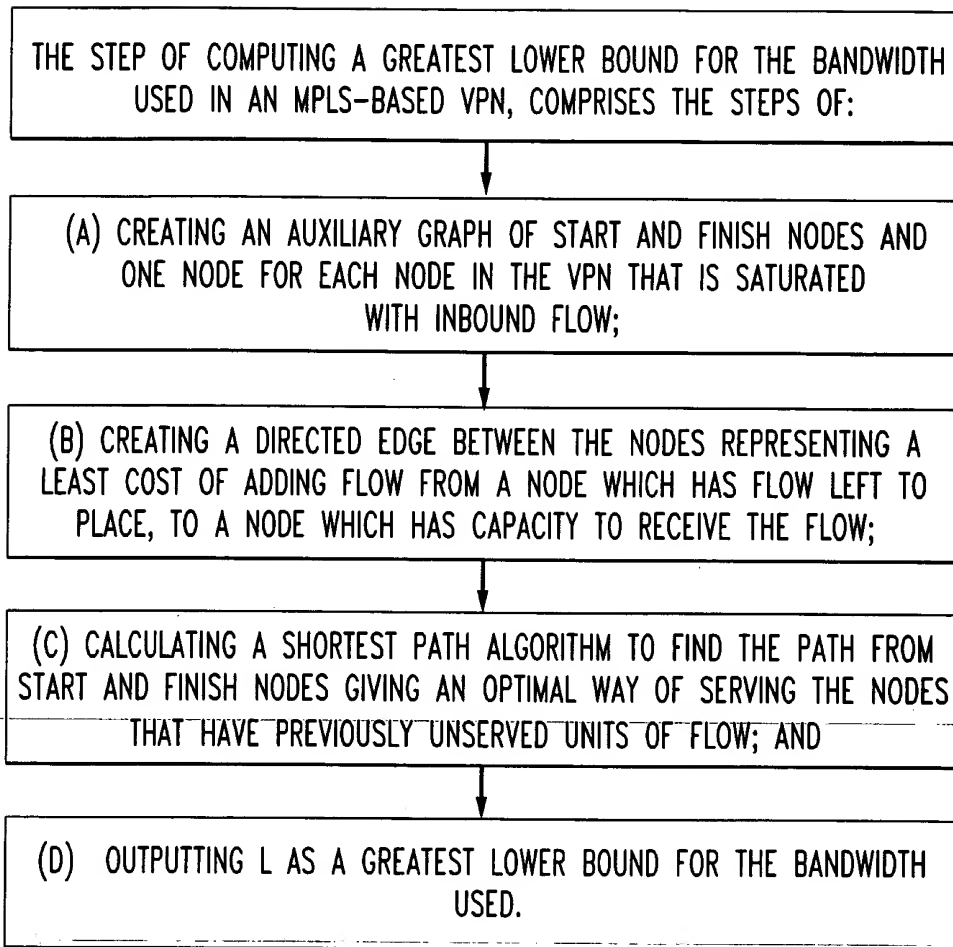 THE STEP OF COMPUTING A GREATEST LOWER BOUND FOR THE BANDWIDTH
USED IN AN MPLS-BASED VPN, COMPRISES THE STEPS OF:
(A) CREATING AN AUXILIARY GRAPH OF START AND FINISH NODES AND
ONE NODE FOR EACH NODE IN THE VPN THAT IS SATURATED
WITH INBOUND FLOW;
(B) CREATING A DIRECTED EDGE BETWEEN THE NODES REPRESENTING A
LEAST COST OF ADDING FLOW FROM A NODE WHICH HAS FLOW LEFT TO
PLACE, TO A NODE WHICH HAS CAPACITY TO RECEIVE THE FLOW;
(C) CALCULATING A SHORTEST PATH ALGORITHM TO FIND THE PATH FROM
START AND FINISH NODES GIVING AN OPTIMAL WAY OF SERVING THE NODES
THAT HAVE PREVIOUSLY UNSERVED UNITS OF FLOW; AND
(D) OUTPUTTING L AS A GREATEST LOWER BOUND FOR THE BANDWIDTH
USED.